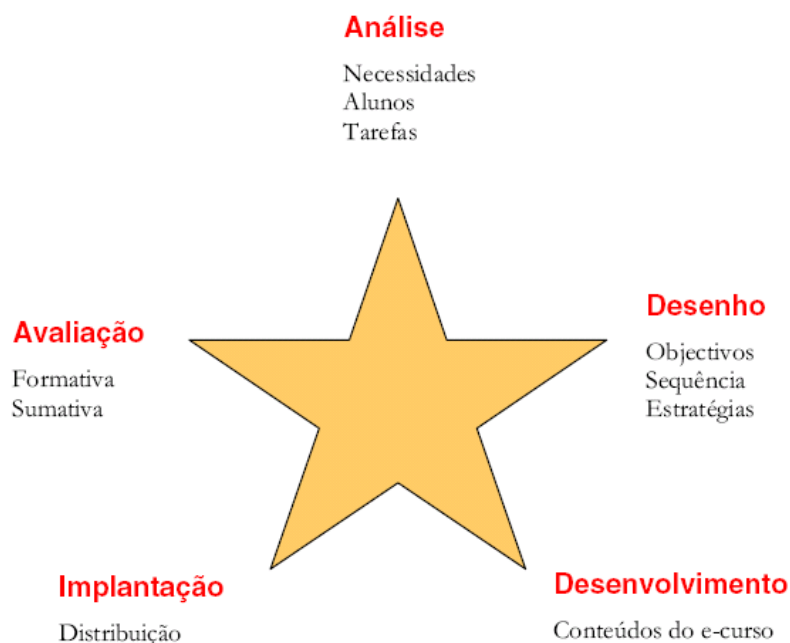 Análise
Necessidades
Alunos
Tarefas
Desenho
Objectivos
Sequência
Estratégias
Desenvolvimento
Conteúdos do e-curso
Implantação
Distribuição
Avaliação
Formativa
Sumativa